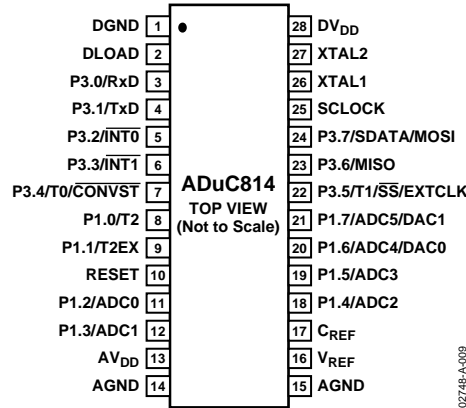 DGND 1 28 DVDD
DLOAD 2 27 XTAL2
P3.0/RxD 3 26 XTAL1
P3.1/TxD 4 25 SCLOCK
P3.2/I̅N̅T̅0̅ 5 24 P3.7/SDATA/MOSI
P3.3/I̅N̅T̅1̅ 6 23 P3.6/MISO
P3.4/T0/C̅O̅N̅V̅S̅T̅ 7 ADuC814 22 P3.5/T1/S̅S̅/EXTCLK
TOP VIEW
P1.0/T2 8 (Not to Scale) 21 P1.7/ADC5/DAC1
P1.1/T2EX 9 20 P1.6/ADC4/DAC0
RESET 10 19 P1.5/ADC3
P1.2/ADC0 11 18 P1.4/ADC2
P1.3/ADC1 12 17 CREF
AVDD 13 16 VREF
AGND 14 15 AGND
02748-A-009